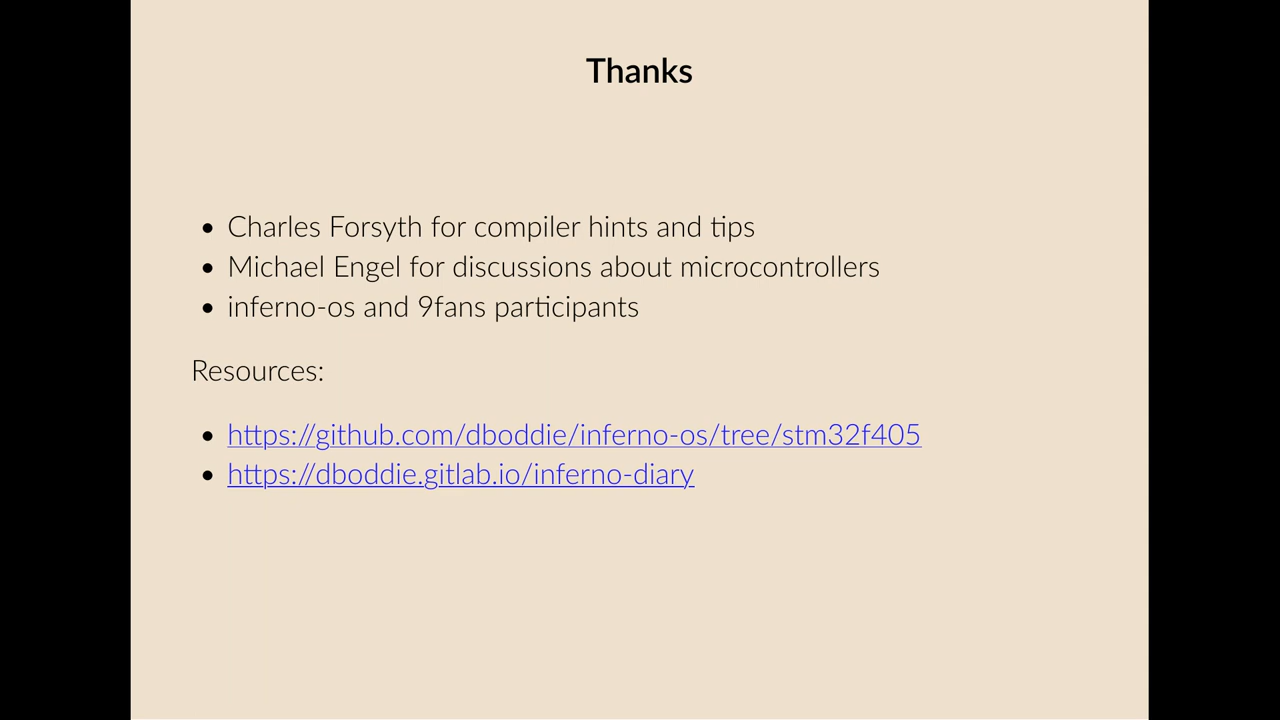 Thanks
• Charles Forsyth for compiler hints and tips
• Michael Engel for discussions about microcontrollers
• inferno-os and 9fans participants
Resources:
• https://github.com/dboddie/inferno-os/tree/stm32f405
• https://dboddie.gitlab.io/inferno-diary